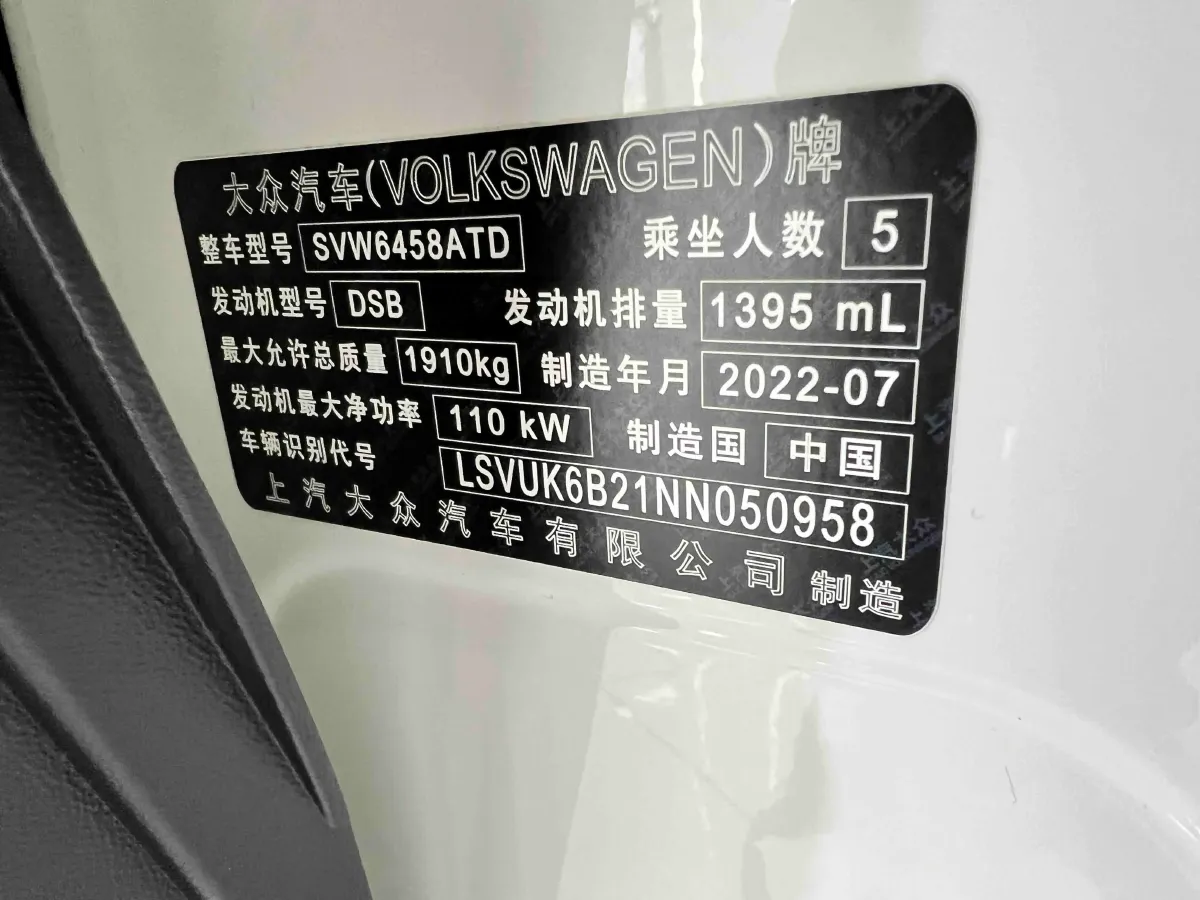 大众汽车(VOLKSWAGEN)牌
整车型号 SVW6458ATD 乘坐人数 5
发动机型号 DSB 发动机排量 1395 mL
最大允许总质量 1910kg 制造年月 2022-07
发动机最大净功率 110 kW 制造国 中国
车辆识别代号 LSVUK6B21NN050958
上汽大众汽车有限公司制造